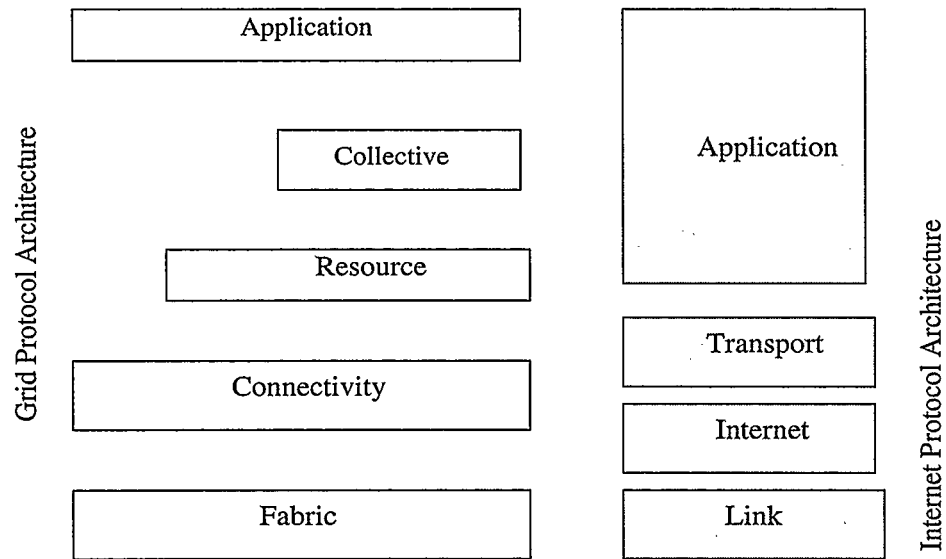 Grid Protocol Architecture
Application
Collective
Resource
Connectivity
Fabric
Application
Transport
Internet
Link
Internet Protocol Architecture